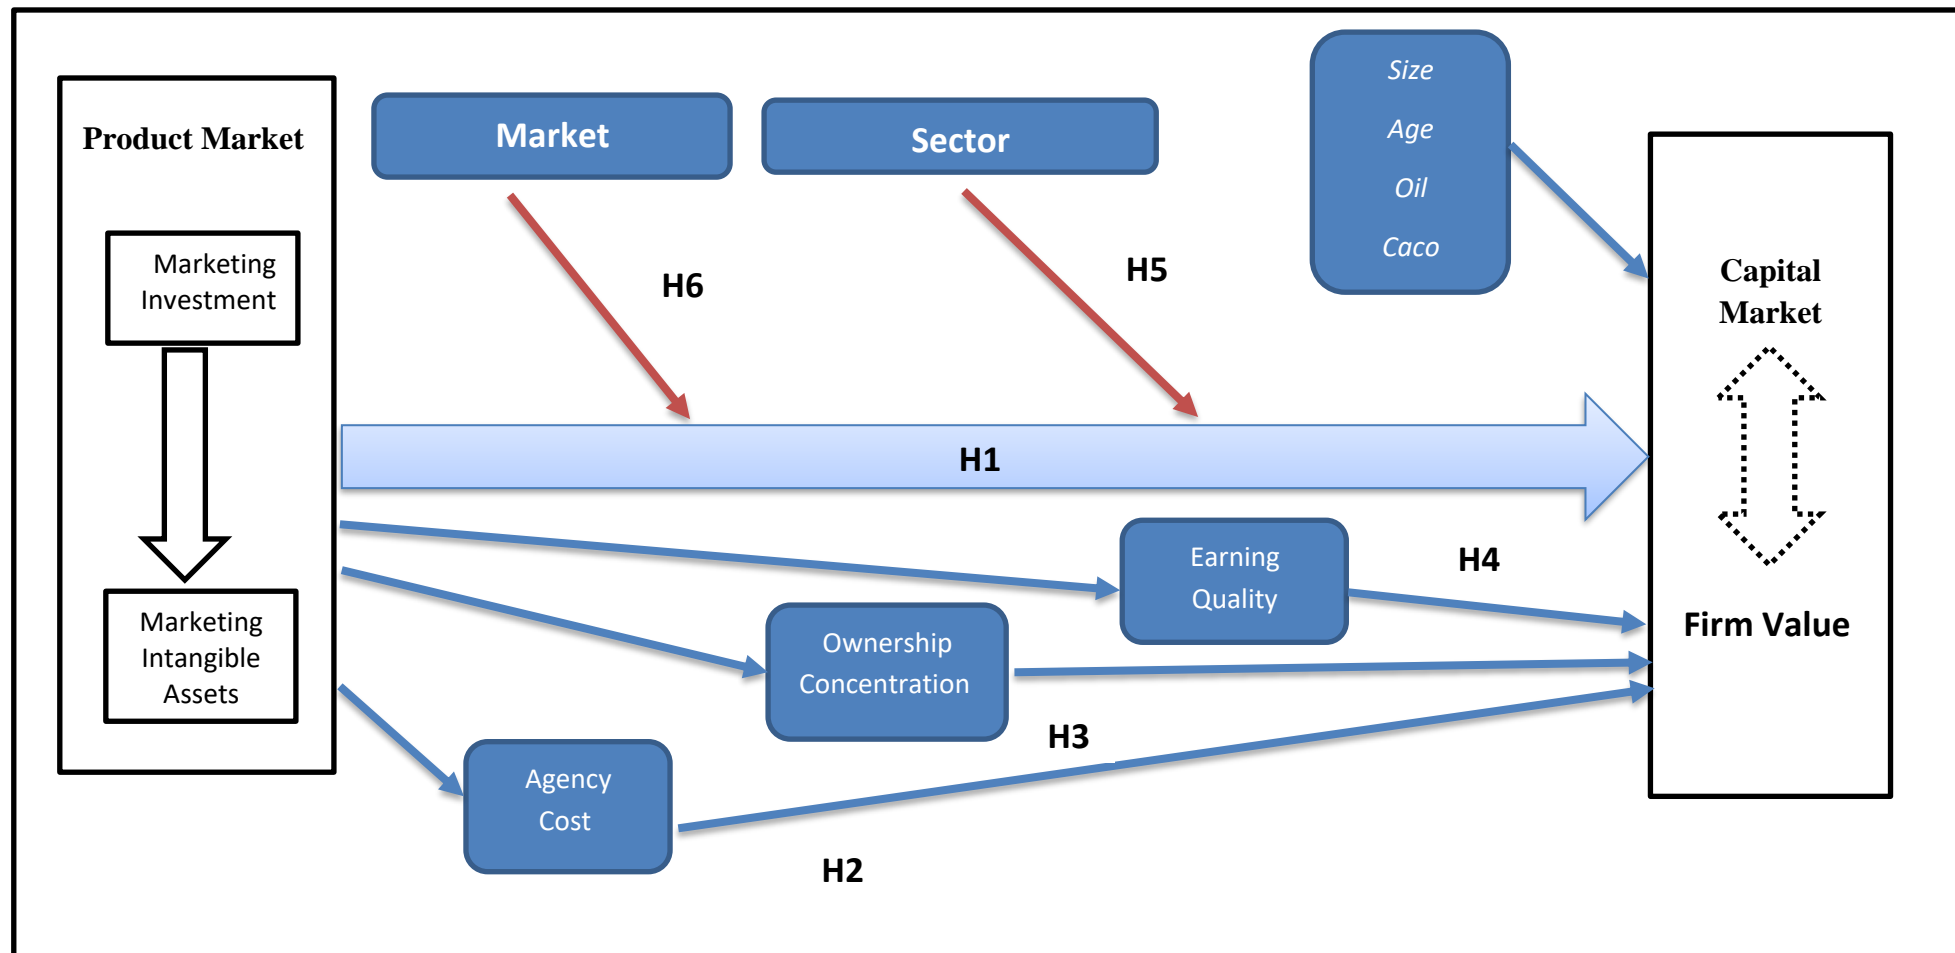 Product Market
Marketing
Investment
Marketing
Intangible
Assets
Market
Sector
Size
Age
Oil
Caco
H6
H5
H1
Capital
Market
Firm Value
Earning
Quality
H4
Ownership
Concentration
H3
Agency
Cost
H2